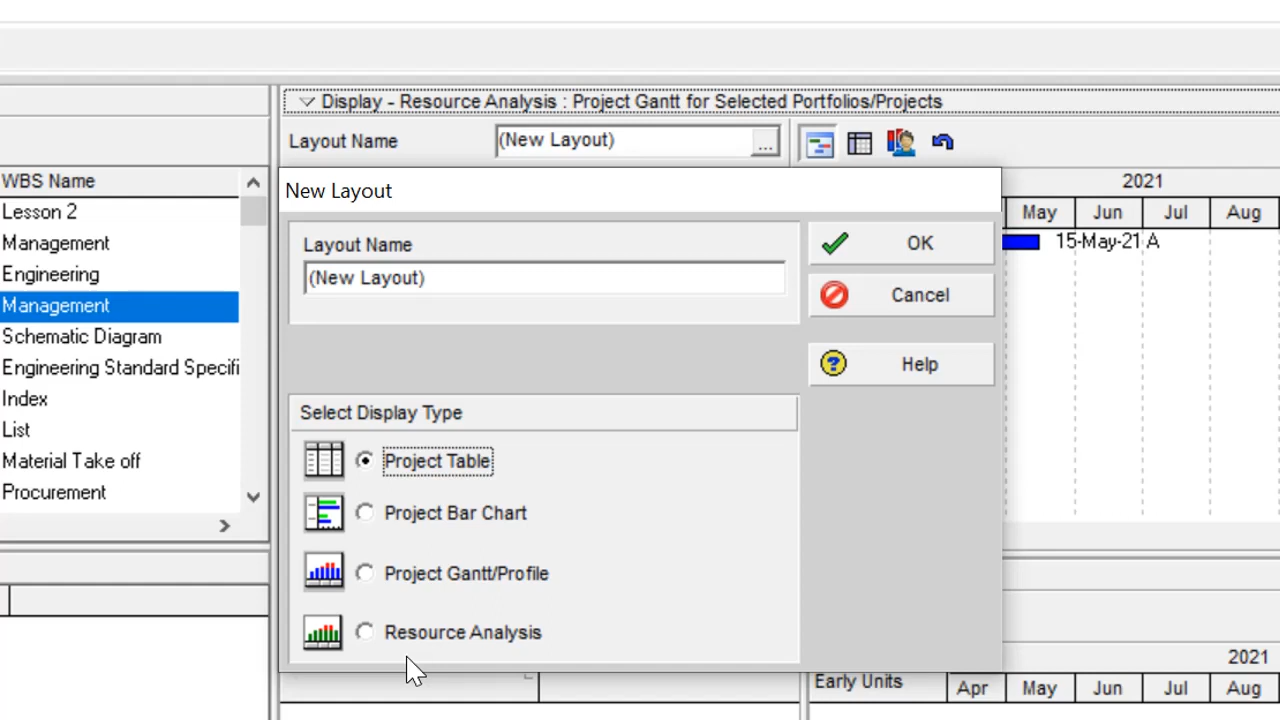 Display - Resource Analysis : Project Gantt for Selected Portfolios/Projects
Layout Name
(New Layout)
...
WBS Name
Lesson 2
Management
Engineering
Management
Schematic Diagram
Engineering Standard Specifi
Index
List
Material Take off
Procurement
New Layout
Layout Name
(New Layout)
OK
Cancel
Help
Select Display Type
Project Table
Project Bar Chart
Project Gantt/Profile
Resource Analysis
2021
May Jun Jul Aug
15-May-21 A
2021
Early Units
Apr May Jun Jul Aug